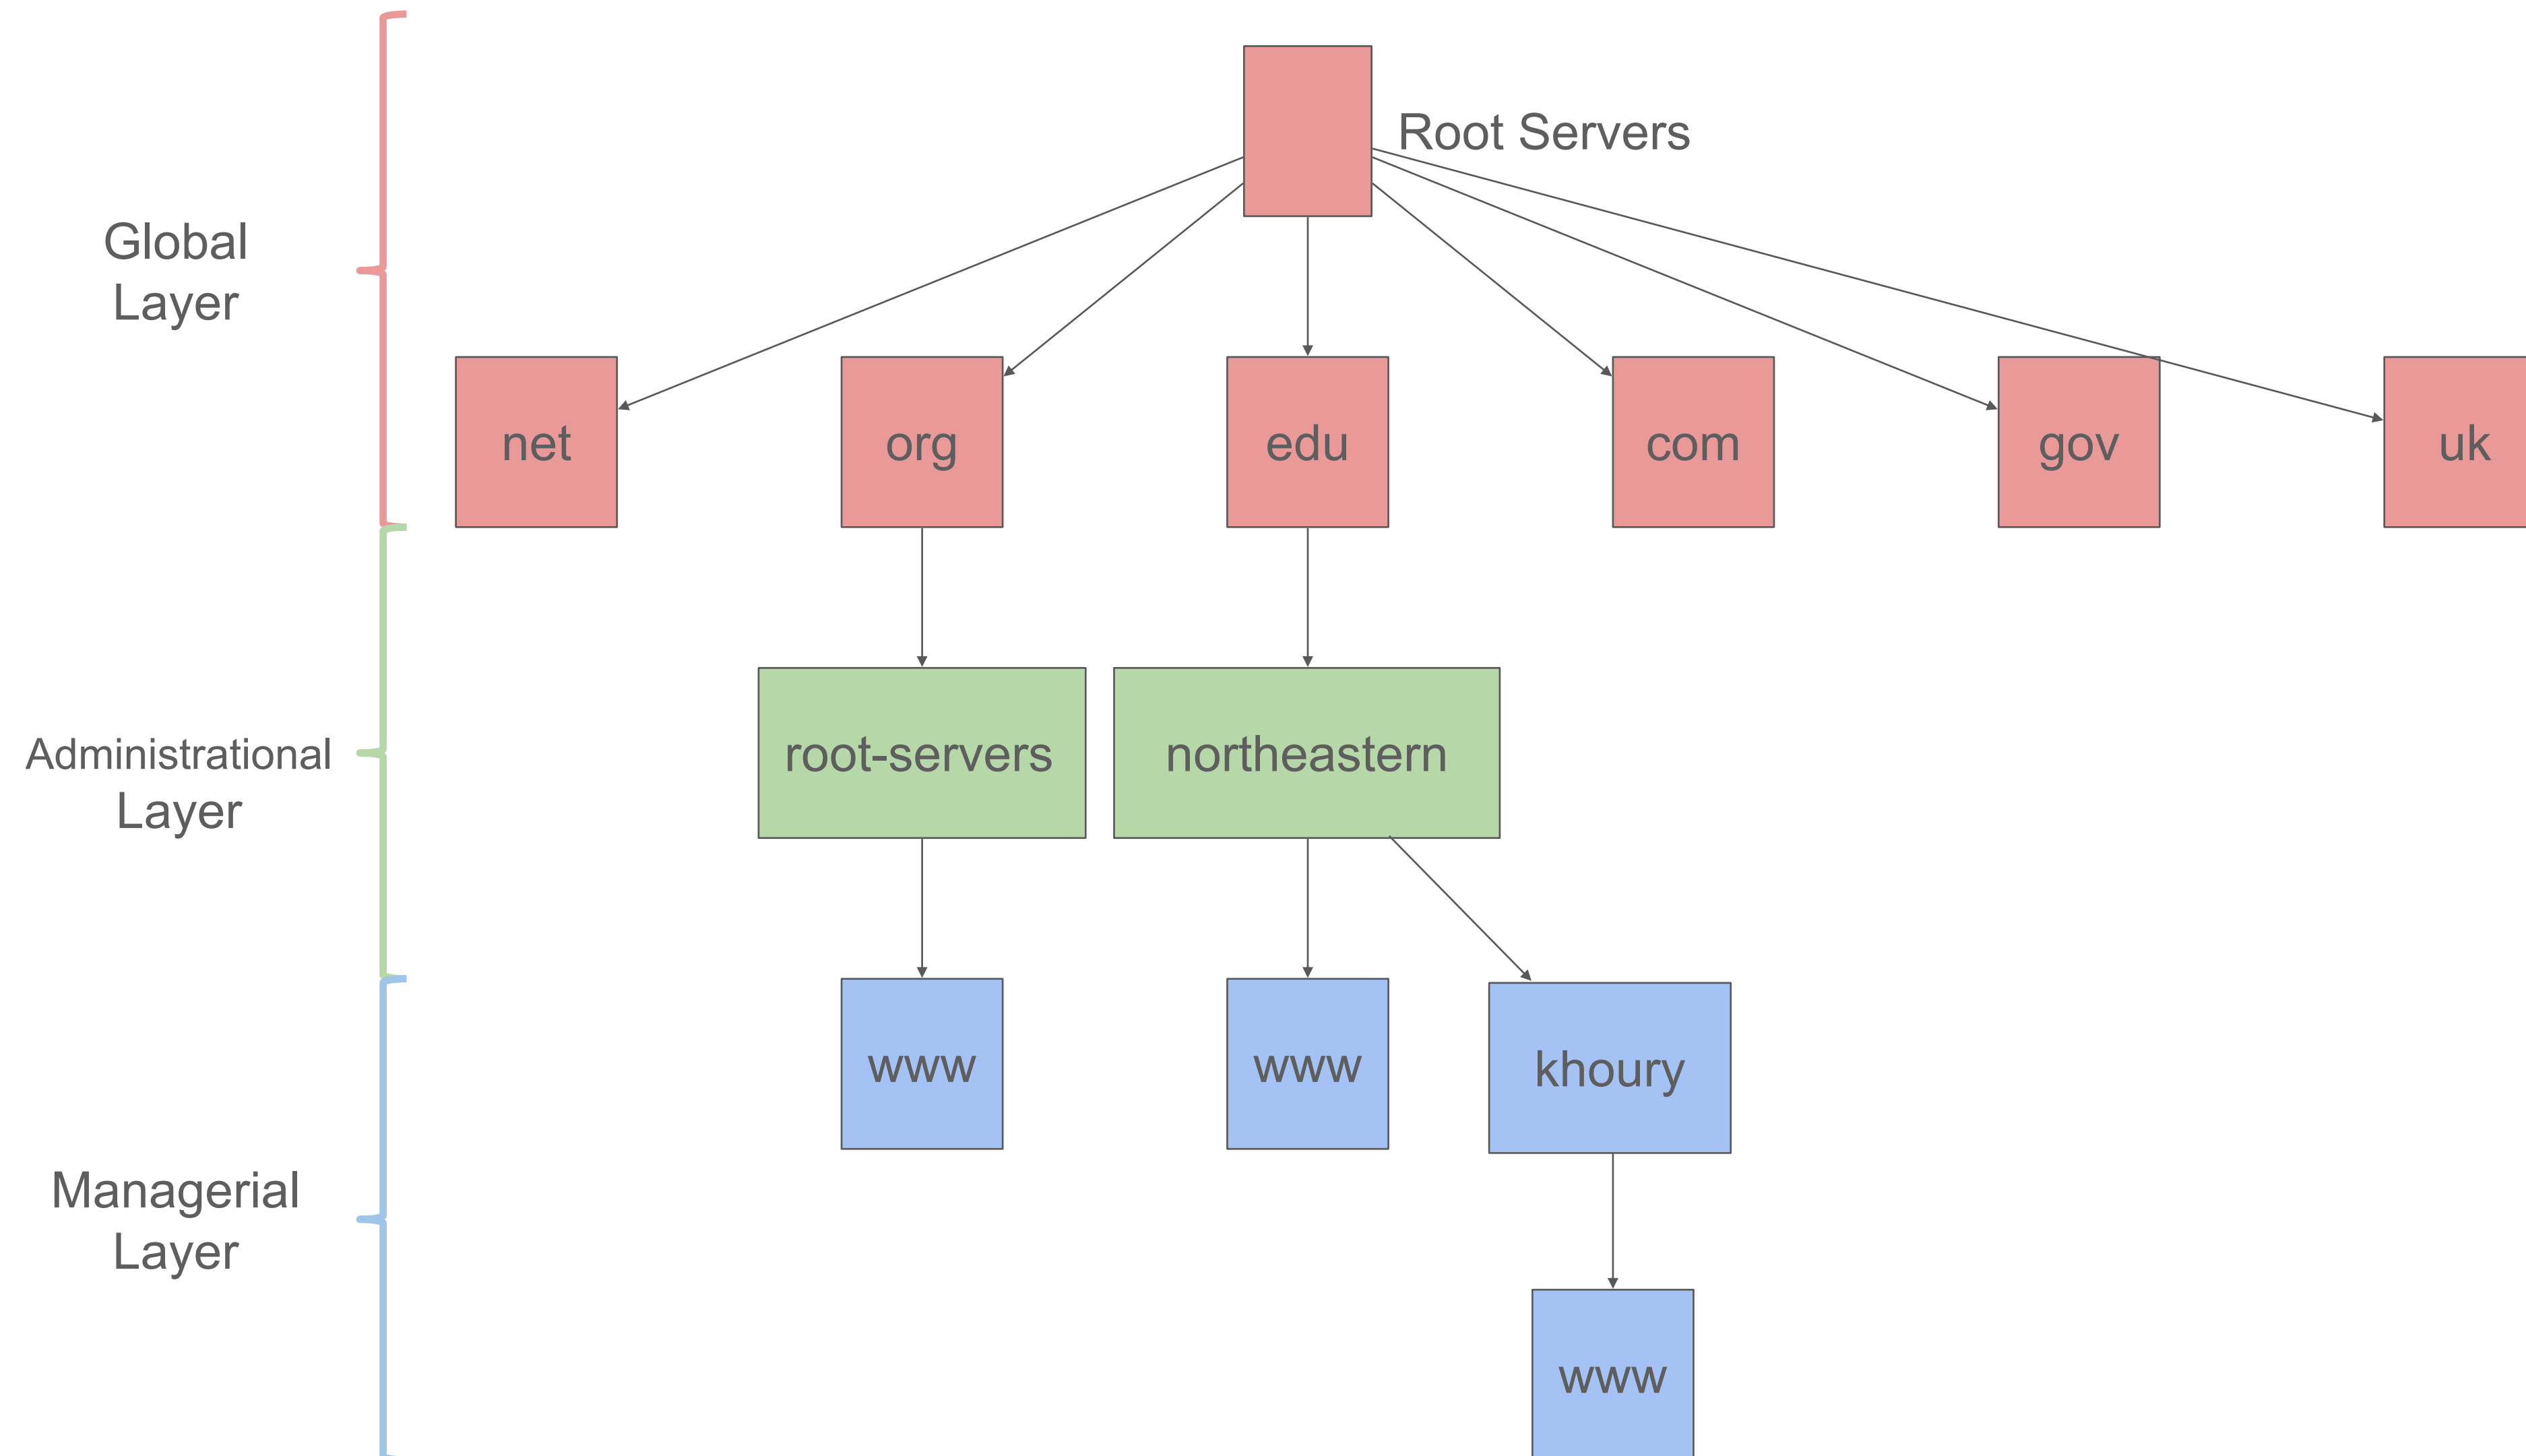 Root Servers
Global
Layer
net
org
edu
com
gov
uk
Administrational
Layer
root-servers
northeastern
www
www
khoury
Managerial
Layer
www